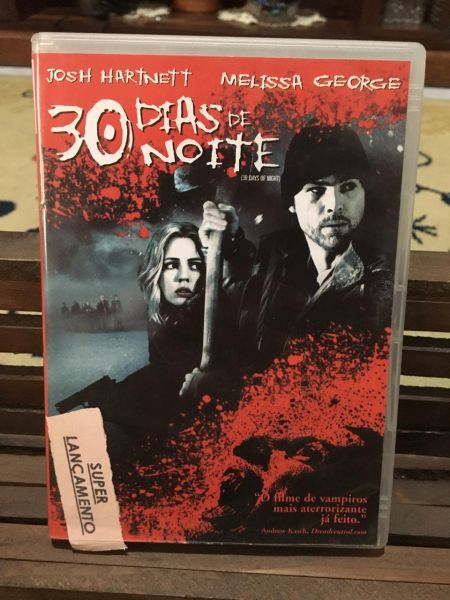 JOSH HARTNETT MELISSA GEORGE
30 DIAS DE
NOITE
(30 DAYS OF NIGHT)
SUPER
LANÇAMENTO
"O filme de vampiros
mais aterrorizante
já feito."
Andrew Kasch, Dreadcentral.com